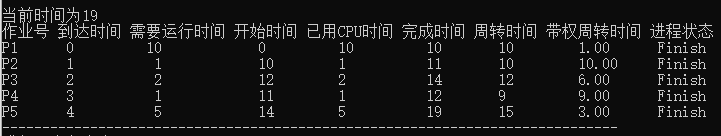 当前时间为19
作业号 到达时间 需要运行时间 开始时间 已用CPU时间 完成时间 周转时间 带权周转时间 进程状态
P1 0 10 0 10 10 10 1.00 Finish
P2 1 1 10 1 11 10 10.00 Finish
P3 2 2 12 2 14 12 6.00 Finish
P4 3 1 11 1 12 9 9.00 Finish
P5 4 5 14 5 19 15 3.00 Finish